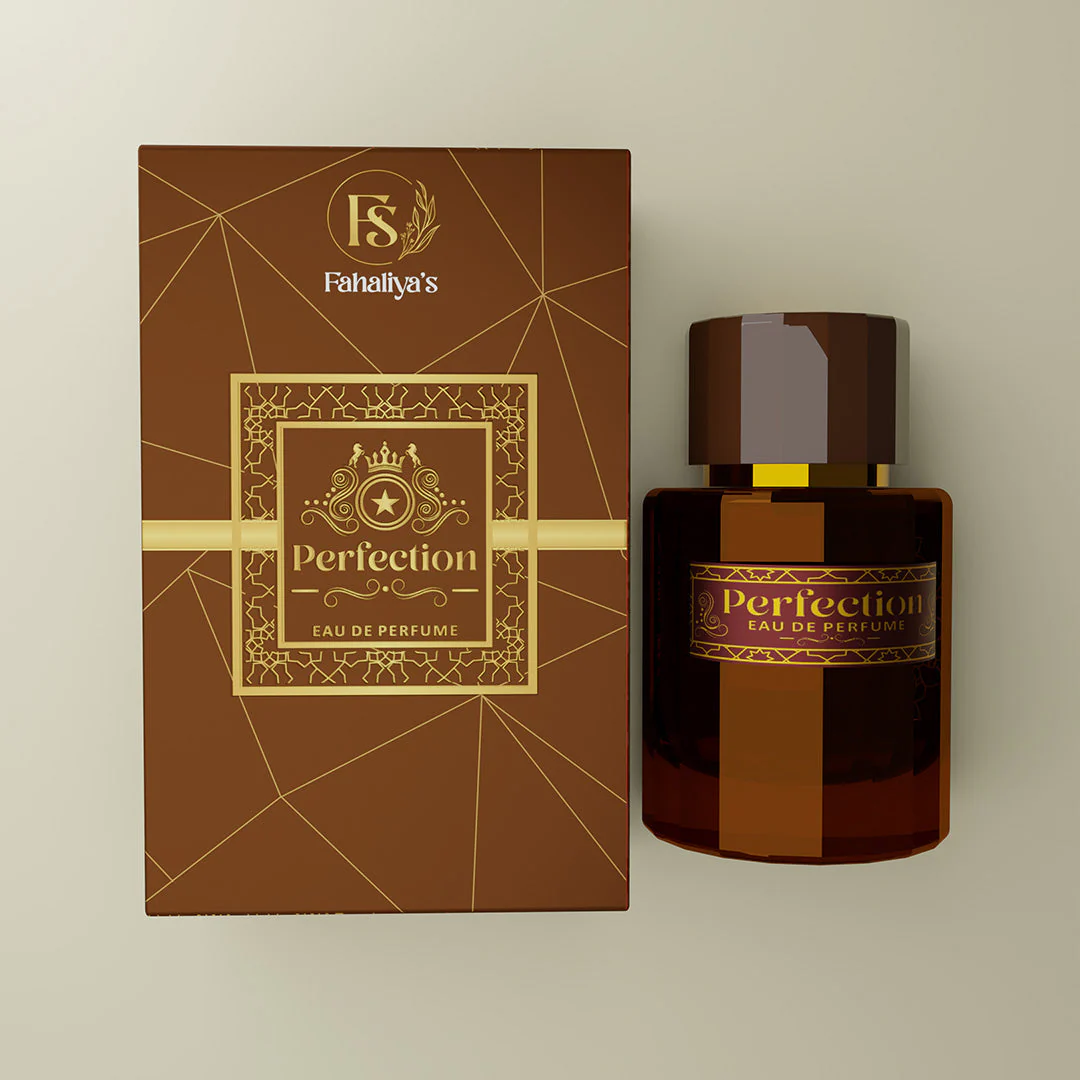 FS
Fahaliya's
Perfection
EAU DE PERFUME
Perfection
EAU DE PERFUME